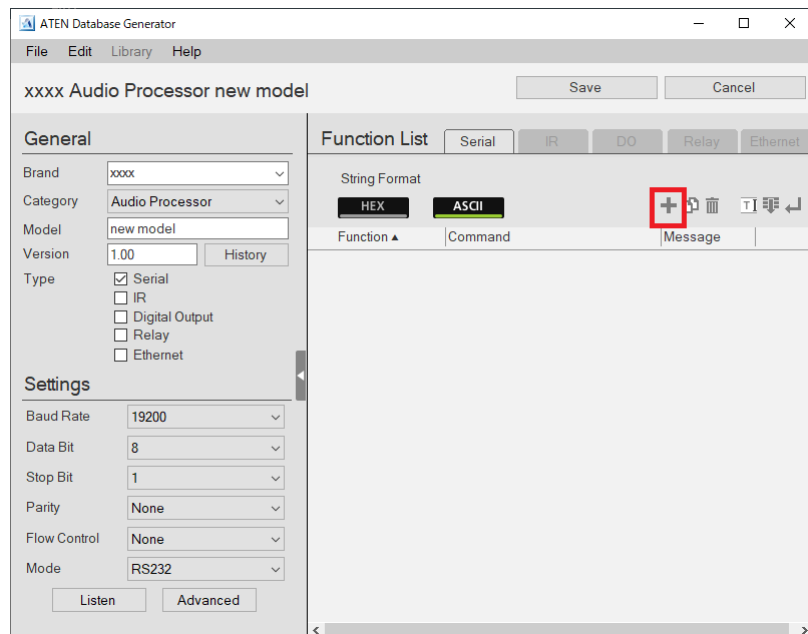 ATEN Database Generator
File Edit Library Help
xxxx Audio Processor new model
Save Cancel
General
Brand xxxx
Category Audio Processor
Model new model
Version 1.00 History
Type Serial
IR
Digital Output
Relay
Ethernet
Settings
Baud Rate 19200
Data Bit 8
Stop Bit 1
Parity None
Flow Control None
Mode RS232
Listen Advanced
Function List Serial IR DO Relay Ethernet
String Format
HEX ASCII
Function Command Message